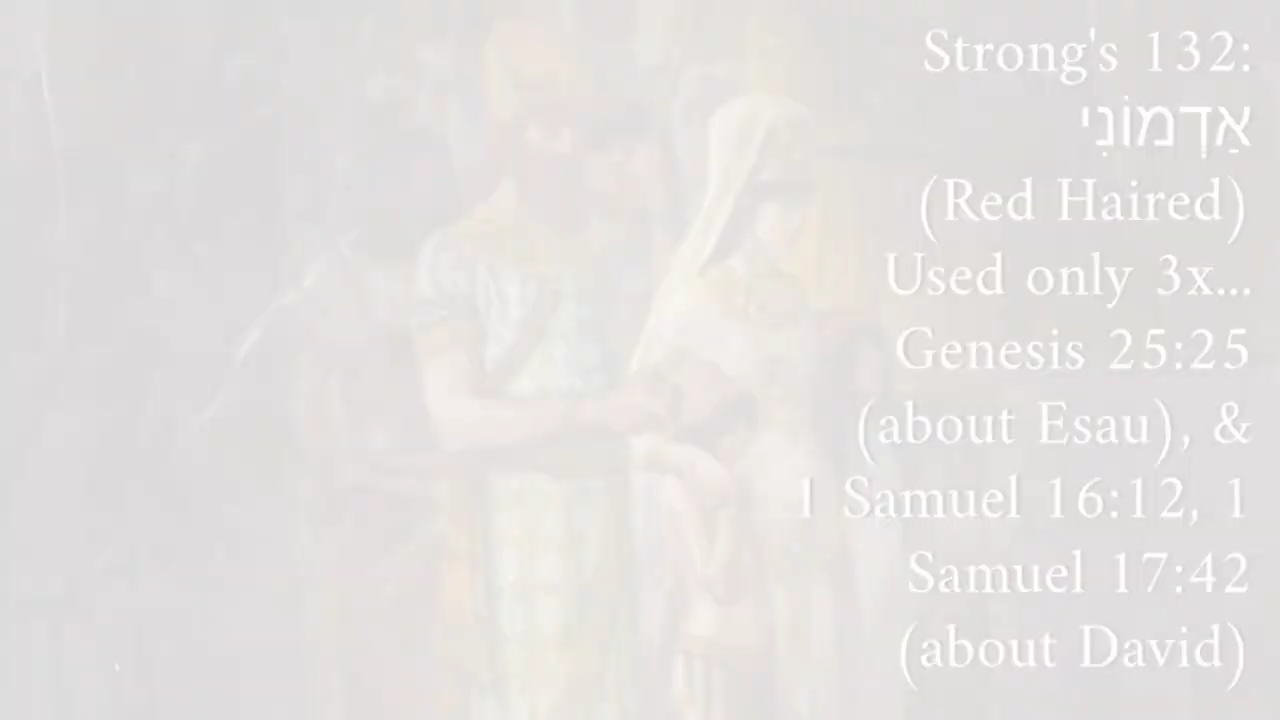 Strong's 132:
אַדְמוֹנִי
(Red Haired)
Used only 3x...
Genesis 25:25
(about Esau), &
1 Samuel 16:12, 1
Samuel 17:42
(about David)